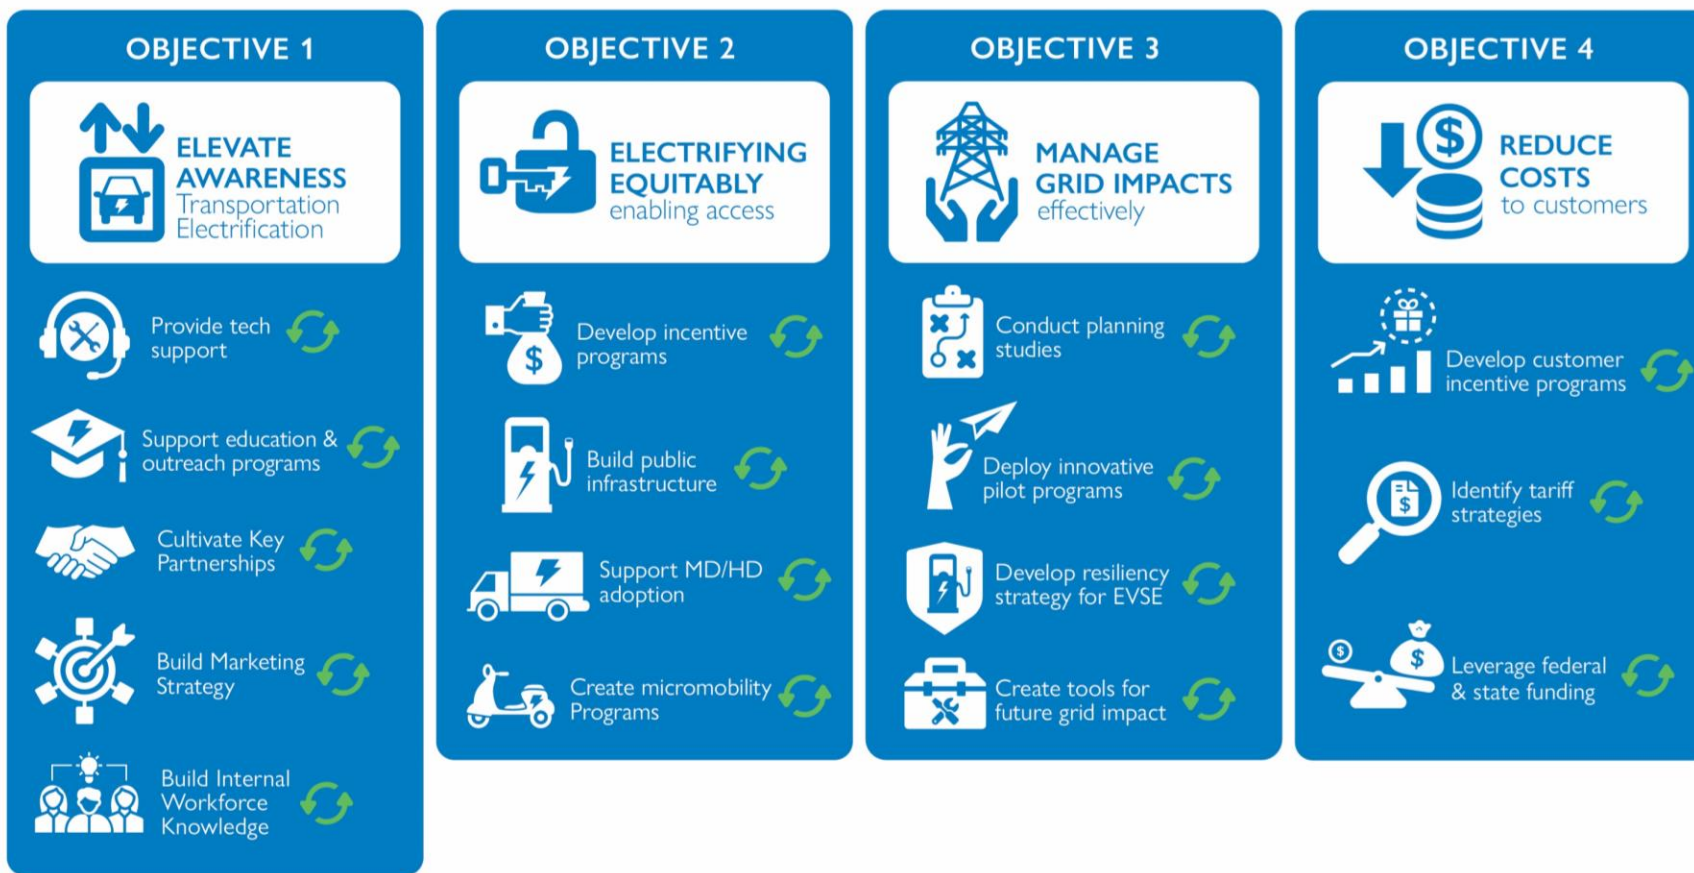 OBJECTIVE 1
ELEVATE
AWARENESS
Transportation
Electrification
Provide tech
support
Support education &
outreach programs
Cultivate Key
Partnerships
Build Marketing
Strategy
Build Internal
Workforce
Knowledge
OBJECTIVE 2
ELECTRIFYING
EQUITABLY
enabling access
$
Develop incentive
programs
Build public
infrastructure
Support MD/HD
adoption
Create micromobility
Programs
OBJECTIVE 3
MANAGE
GRID IMPACTS
effectively
Conduct planning
studies
Deploy innovative
pilot programs
Develop resiliency
strategy for EVSE
Create tools for
future grid impact
OBJECTIVE 4
$
REDUCE
COSTS
to customers
Develop customer
incentive programs
$
Identify tariff
strategies
$
$
Leverage federal
& state funding